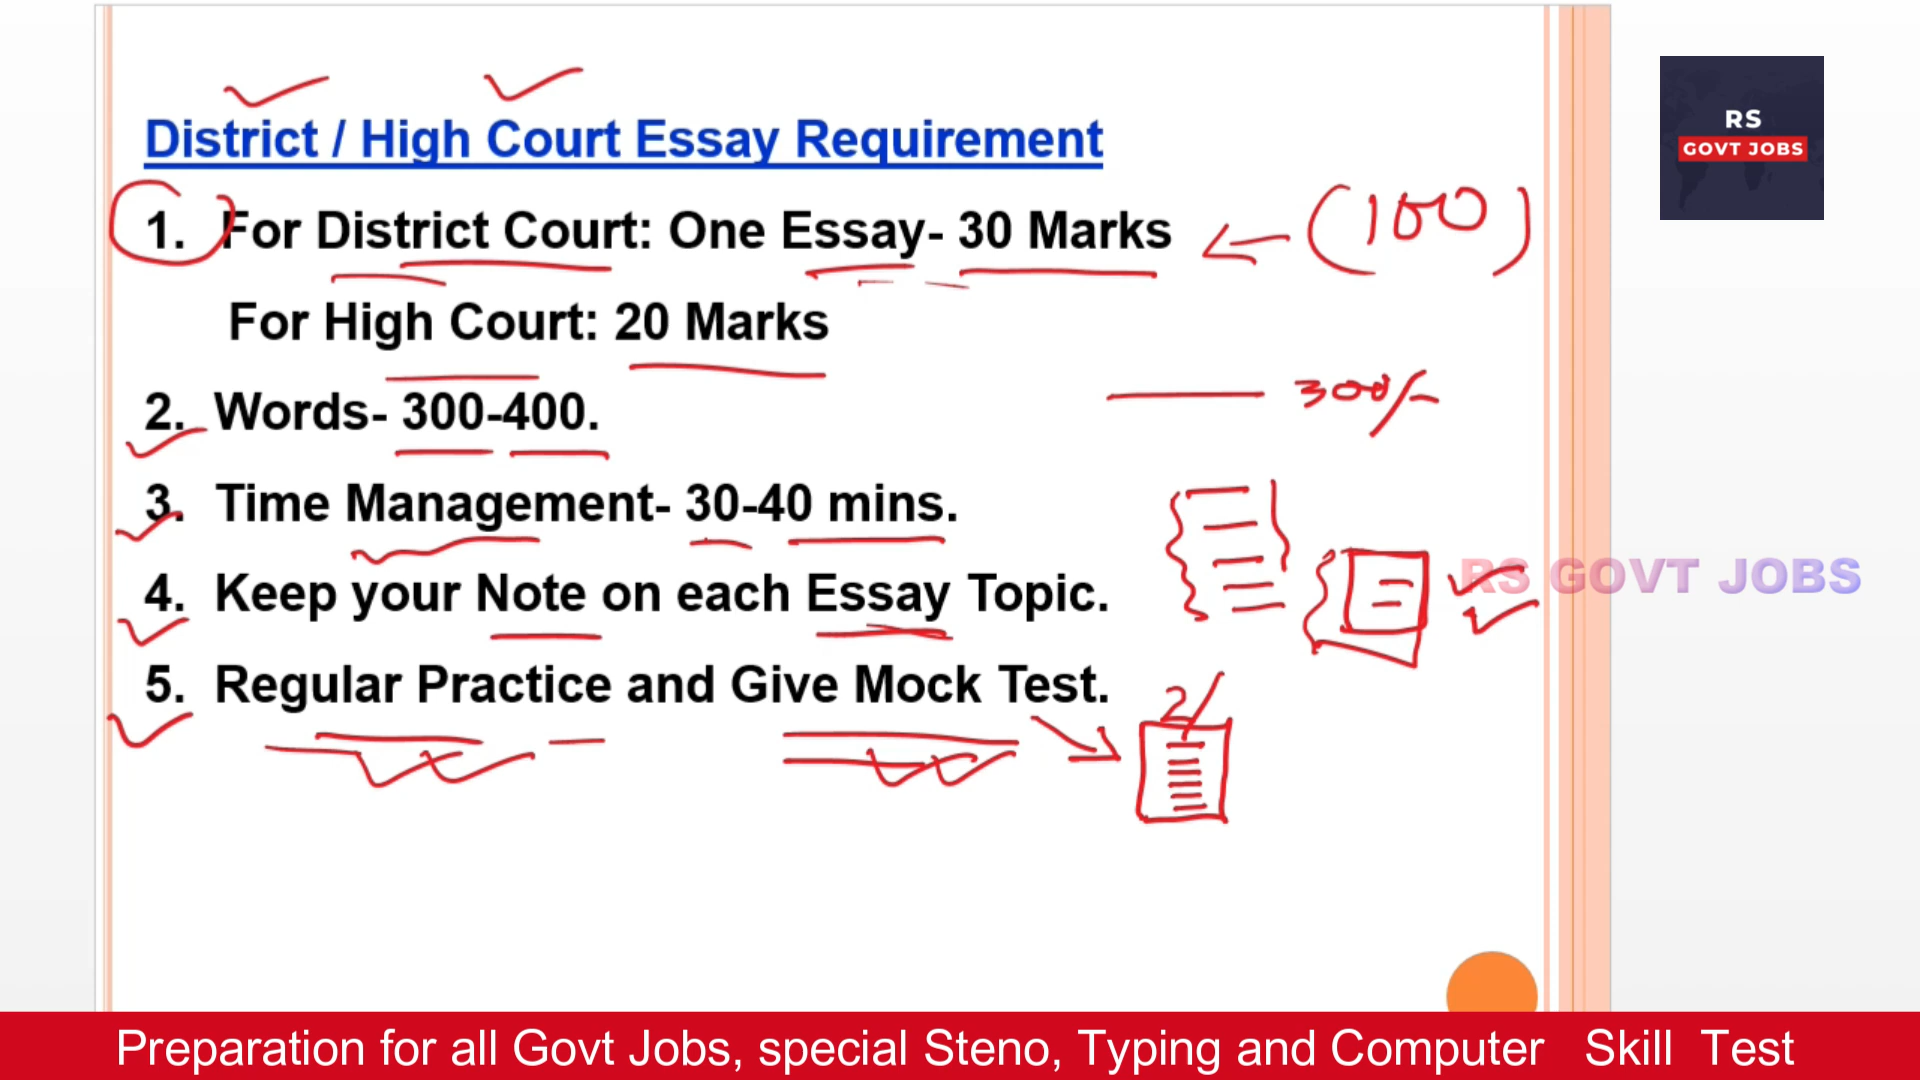 RS
GOVT JOBS
District / High Court Essay Requirement
1. For District Court: One Essay- 30 Marks
(100)
For High Court: 20 Marks
2. Words- 300-400.
300/-
3. Time Management- 30-40 mins.
4. Keep your Note on each Essay Topic.
RS GOVT JOBS
5. Regular Practice and Give Mock Test.
2/
Preparation for all Govt Jobs, special Steno, Typing and Computer Skill Test